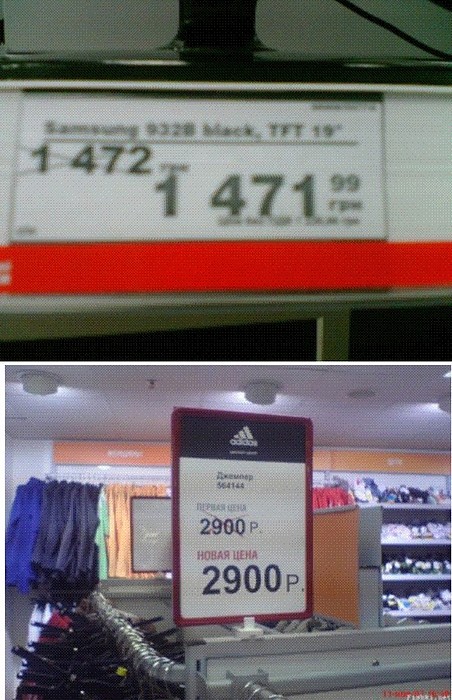 Samsung 932B black, TFT 19"
1 472 грн
1 471 99
грн
adidas
Джемпер
564144
ПЕРВАЯ ЦЕНА
2900 Р.
НОВАЯ ЦЕНА
2900 Р.